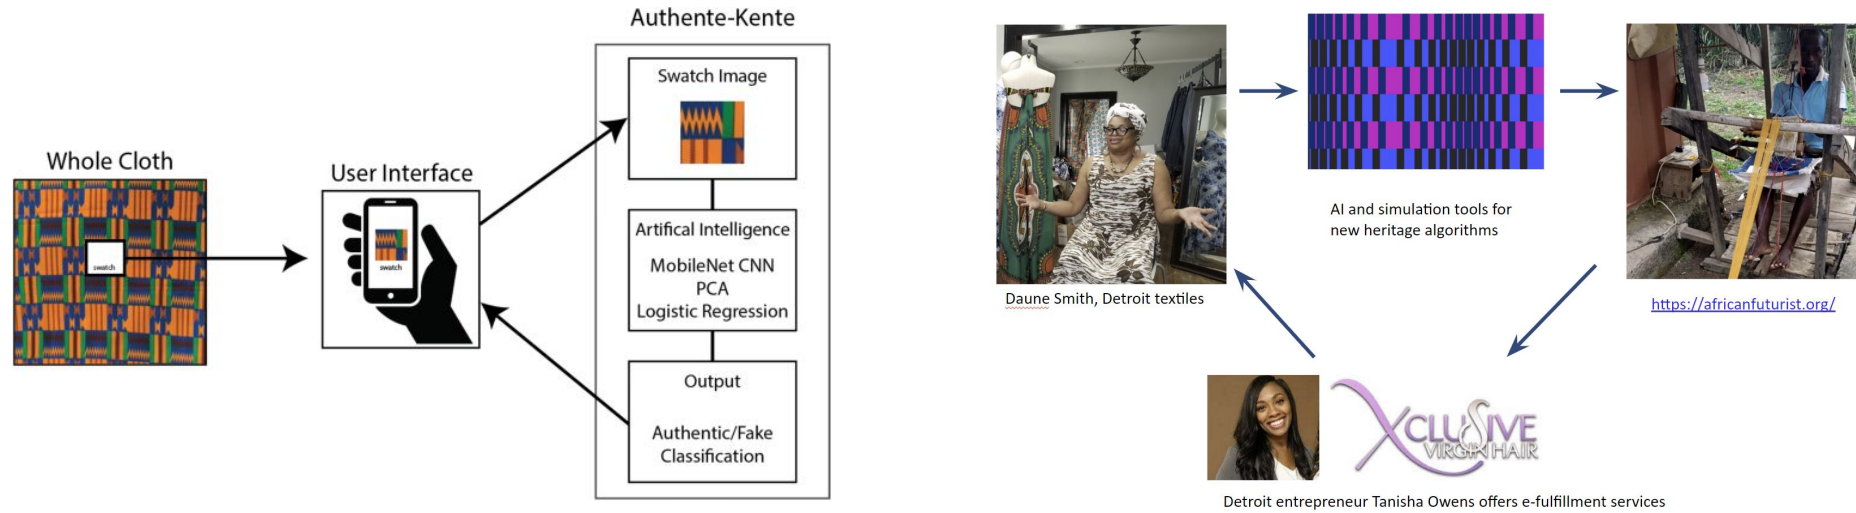 Authente-Kente
Swatch Image
Whole Cloth
swatch
User Interface
swatch
Artifical Intelligence
MobileNet CNN
PCA
Logistic Regression
Output
Authentic/Fake
Classification
Daune Smith, Detroit textiles
AI and simulation tools for
new heritage algorithms
https://africanfuturist.org/
XCLUSIVE
VIRGIN HAIR
Detroit entrepreneur Tanisha Owens offers e-fulfillment services